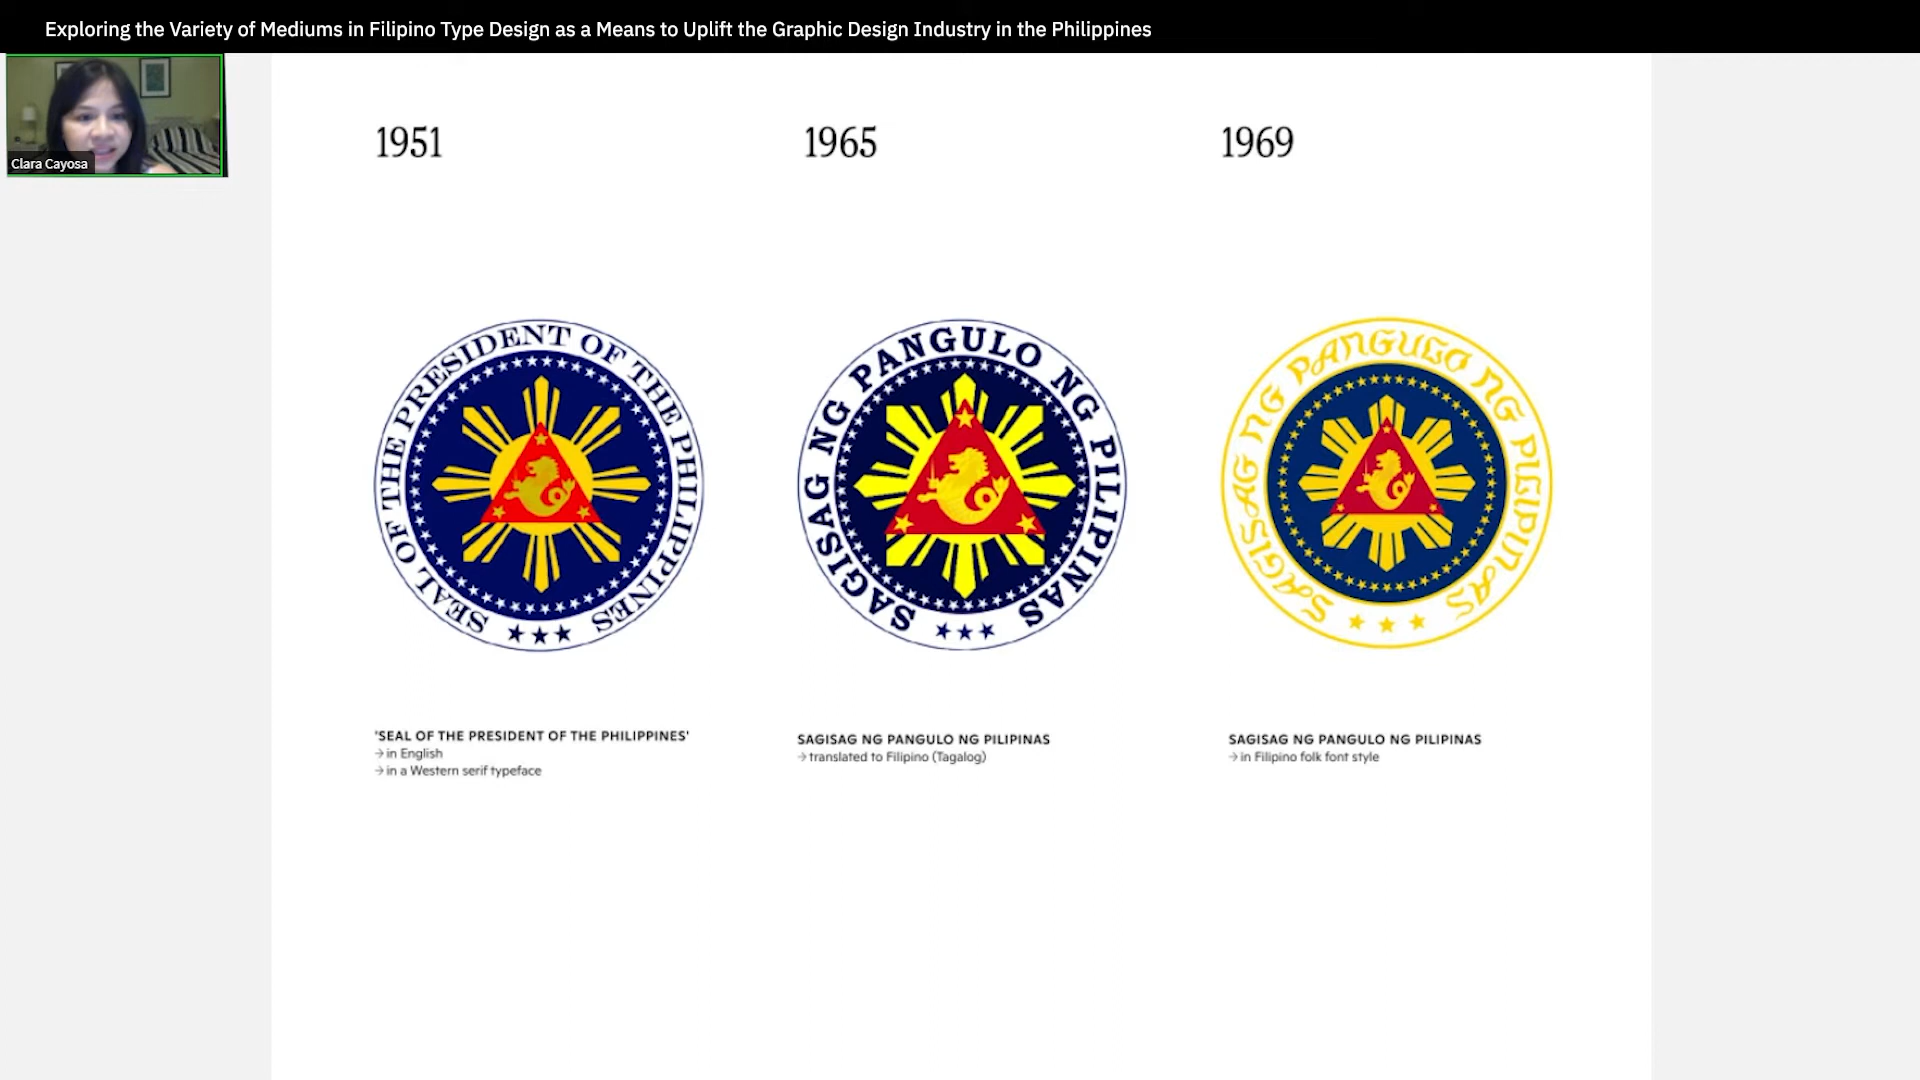 Exploring the Variety of Mediums in Filipino Type Design as a Means to Uplift the Graphic Design Industry in the Philippines
Clara Cayosa
1951
1965
1969
SEAL OF THE PRESIDENT OF THE PHILIPPINES
SAGISAG NG PANGULO NG PILIPINAS
SAGISAG NG PANGULO NG PILIPINAS
'SEAL OF THE PRESIDENT OF THE PHILIPPINES'
→ in English
→ in a Western serif typeface
SAGISAG NG PANGULO NG PILIPINAS
→ translated to Filipino (Tagalog)
SAGISAG NG PANGULO NG PILIPINAS
→ in Filipino folk font style